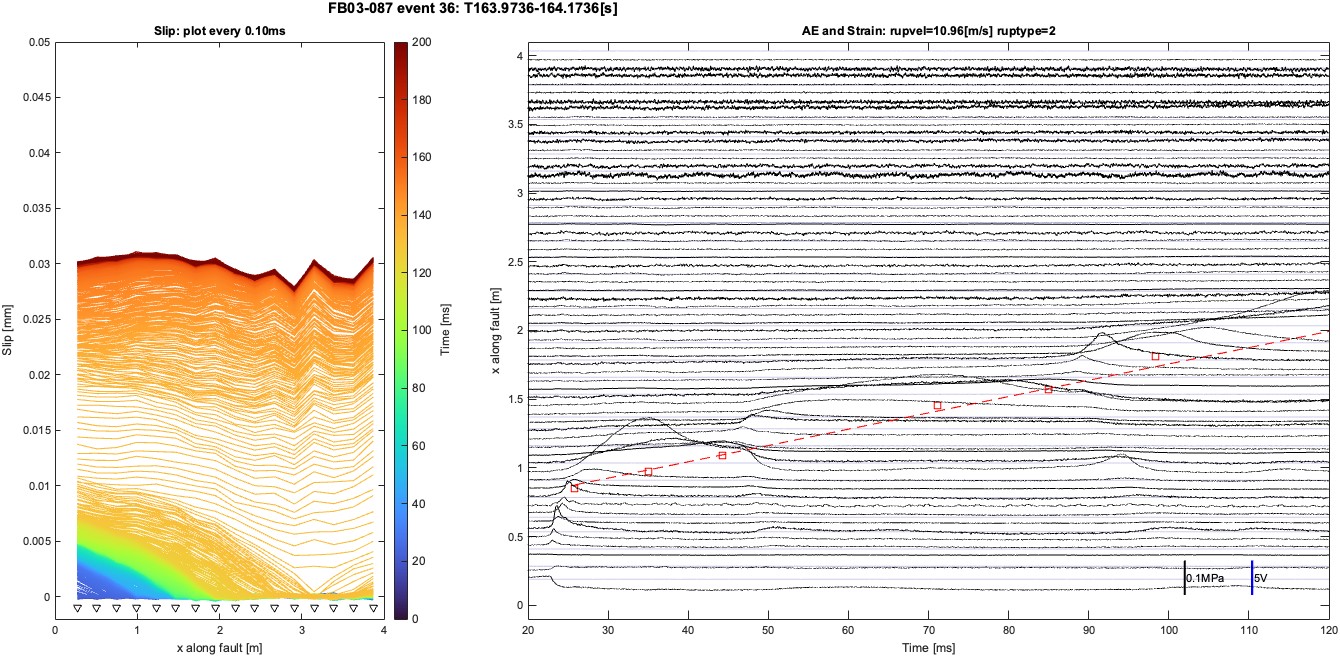 FB03-087 event 36: T163.9736-164.1736[s]
Slip: plot every 0.10ms
Slip [mm]
0.05
0.045
0.04
0.035
0.03
0.025
0.02
0.015
0.01
0.005
0
0 1 2 3 4
x along fault [m]
200
180
160
140
120
100
80
60
40
20
0
Time [ms]
AE and Strain: rupvel=10.96[m/s] ruptype=2
x along fault [m]
4
3.5
3
2.5
2
1.5
1
0.5
0
0.1MPa 5V
20 30 40 50 60 70 80 90 100 110 120
Time [ms]